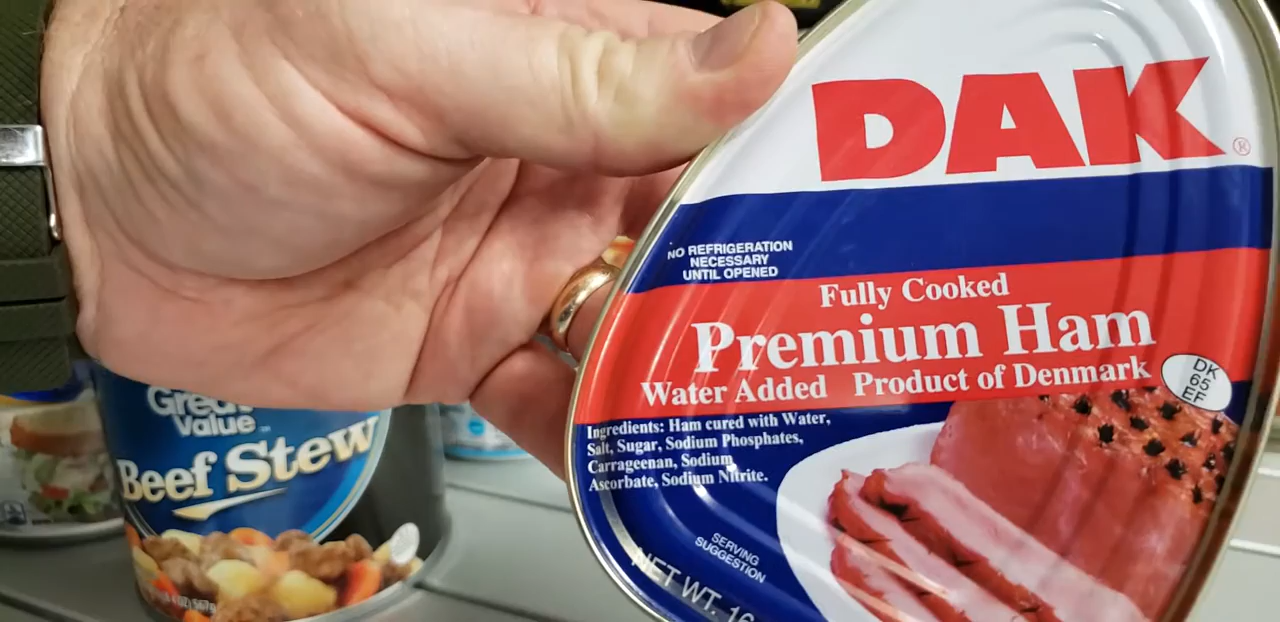 DAK®
NO REFRIGERATION
NECESSARY
UNTIL OPENED
Fully Cooked
Premium Ham
Water Added Product of Denmark
DK
65
EF
Ingredients: Ham cured with Water,
Salt, Sugar, Sodium Phosphates,
Carrageenan, Sodium
Ascorbate, Sodium Nitrite.
SERVING
SUGGESTION
NET WT. 16
Great
Value
Beef Stew